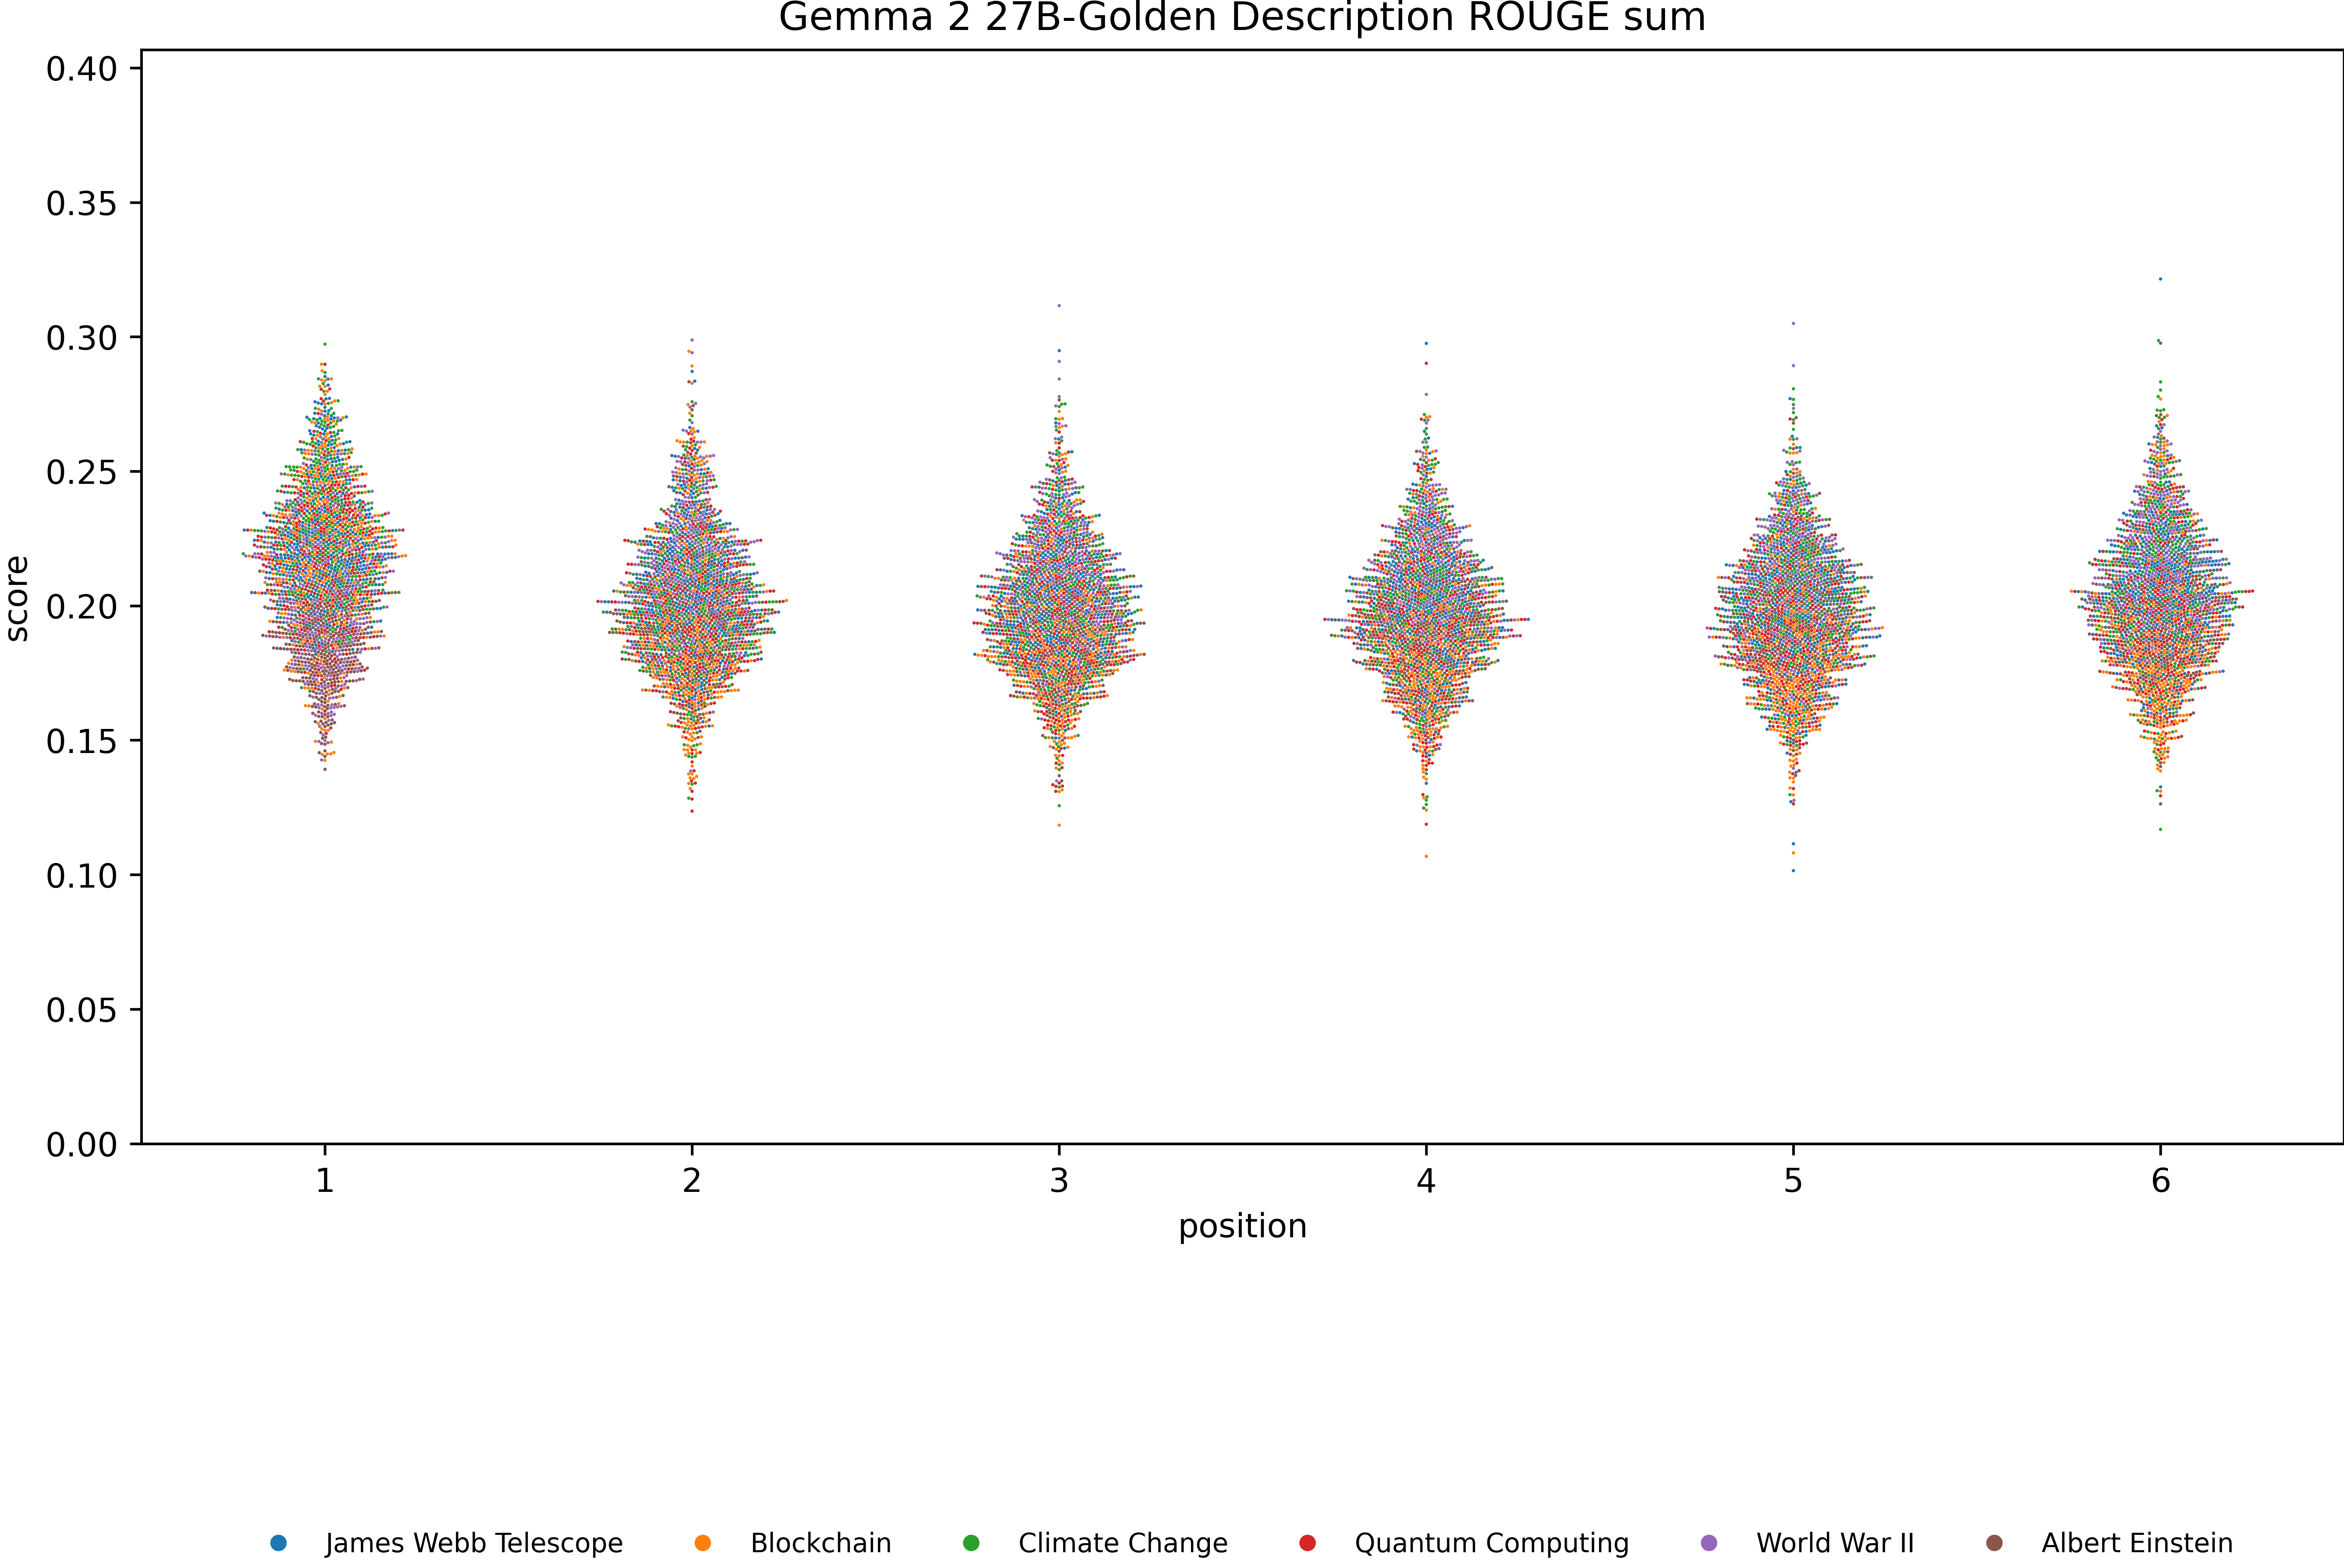 Gemma 2 27B-Golden Description ROUGE sum
0.40
0.35
0.30
0.25
0.20
0.15
0.10
0.05
0.00
score
1 2 3 4 5 6
position
James Webb Telescope Blockchain Climate Change Quantum Computing World War II Albert Einstein